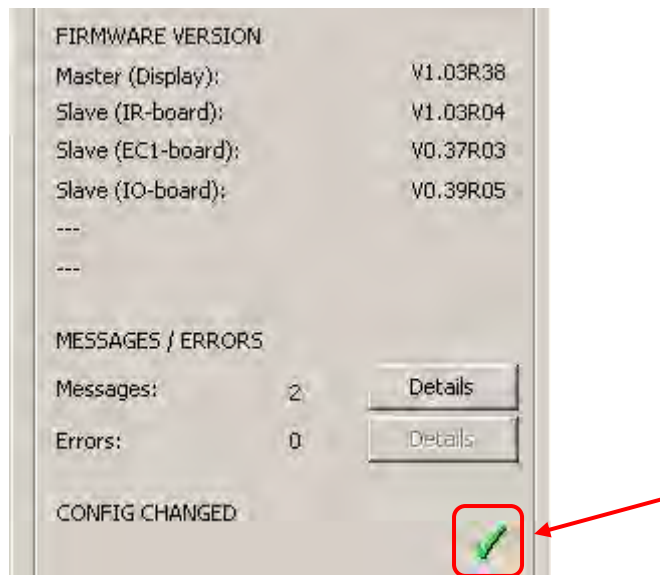 FIRMWARE VERSION
Master (Display): V1.03R38
Slave (IR-board): V1.03R04
Slave (EC1-board): V0.37R03
Slave (IO-board): V0.39R05
---
---
MESSAGES / ERRORS
Messages: 2 Details
Errors: 0 Details
CONFIG CHANGED